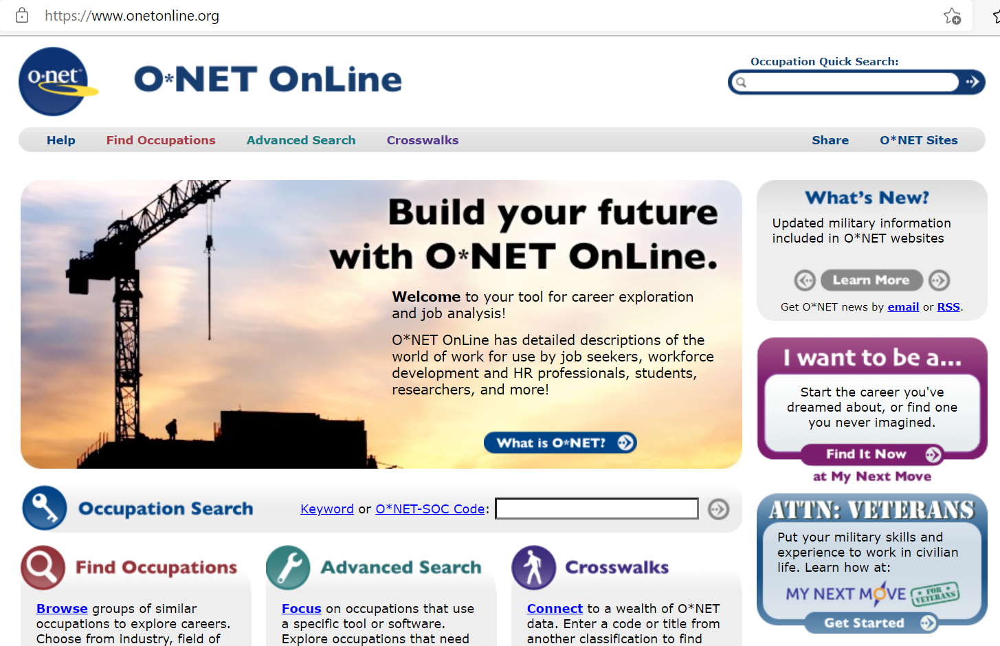 https://www.onetonline.org
o·net®
O*NET OnLine
Occupation Quick Search:
Help Find Occupations Advanced Search Crosswalks Share O*NET Sites
Build your future
with O*NET OnLine.
Welcome to your tool for career exploration
and job analysis!
O*NET OnLine has detailed descriptions of the
world of work for use by job seekers, workforce
development and HR professionals, students,
researchers, and more!
What is O*NET?
What's New?
Updated military information
included in O*NET websites
Learn More
Get O*NET news by email or RSS.
I want to be a...
Start the career you've
dreamed about, or find one
you never imagined.
Find It Now
at My Next Move
ATTN: VETERANS
Put your military skills and
experience to work in civilian
life. Learn how at:
MY NEXT MOVE FOR VETERANS
Get Started
Occupation Search Keyword or O*NET-SOC Code:
Find Occupations
Browse groups of similar
occupations to explore careers.
Choose from industry, field of
Advanced Search
Focus on occupations that use
a specific tool or software.
Explore occupations that need
Crosswalks
Connect to a wealth of O*NET
data. Enter a code or title from
another classification to find